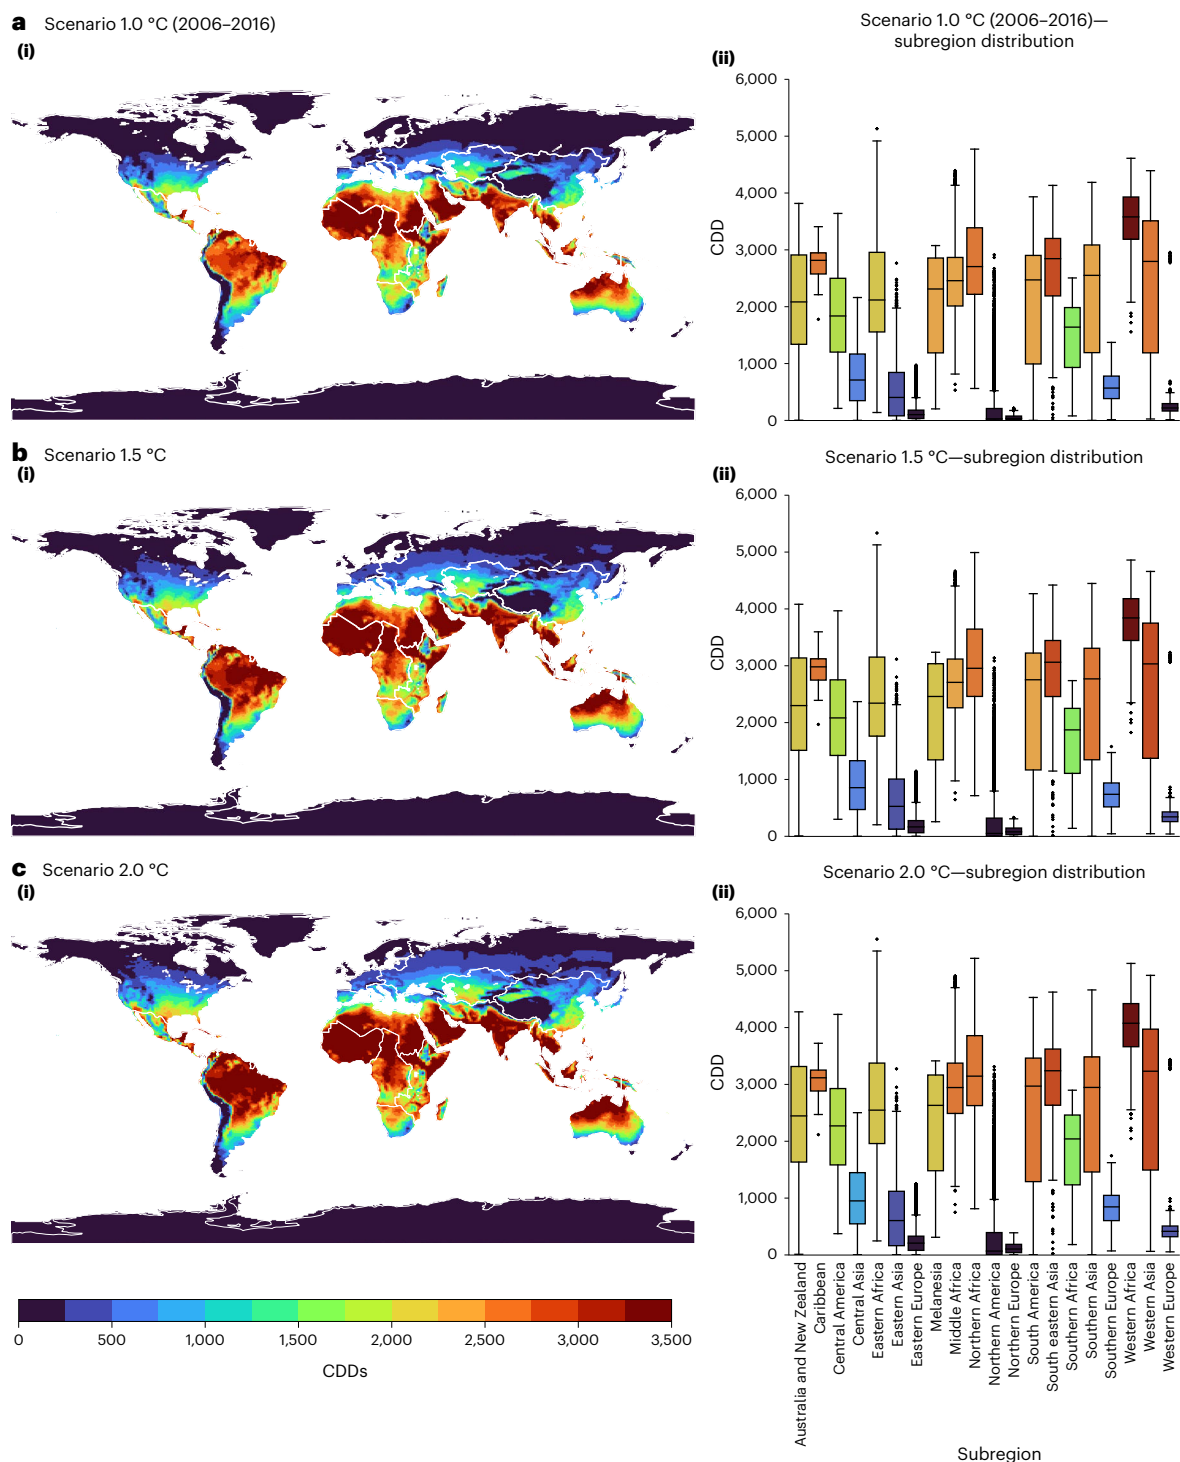 a Scenario 1.0 °C (2006–2016)
(i)
Scenario 1.0 °C (2006–2016)—
subregion distribution
(ii)
6,000
5,000
4,000
3,000
2,000
1,000
0
CDD
b Scenario 1.5 °C
(i)
Scenario 1.5 °C—subregion distribution
(ii)
6,000
5,000
4,000
3,000
2,000
1,000
0
CDD
c Scenario 2.0 °C
(i)
Scenario 2.0 °C—subregion distribution
(ii)
6,000
5,000
4,000
3,000
2,000
1,000
0
CDD
0 500 1,000 1,500 2,000 2,500 3,000 3,500
CDDs
Australia and New Zealand
Caribbean
Central America
Central Asia
Eastern Africa
Eastern Asia
Eastern Europe
Melanesia
Middle Africa
Northern Africa
Northern America
Northern Europe
South America
South eastern Asia
Southern Africa
Southern Asia
Southern Europe
Western Africa
Western Asia
Western Europe
Subregion